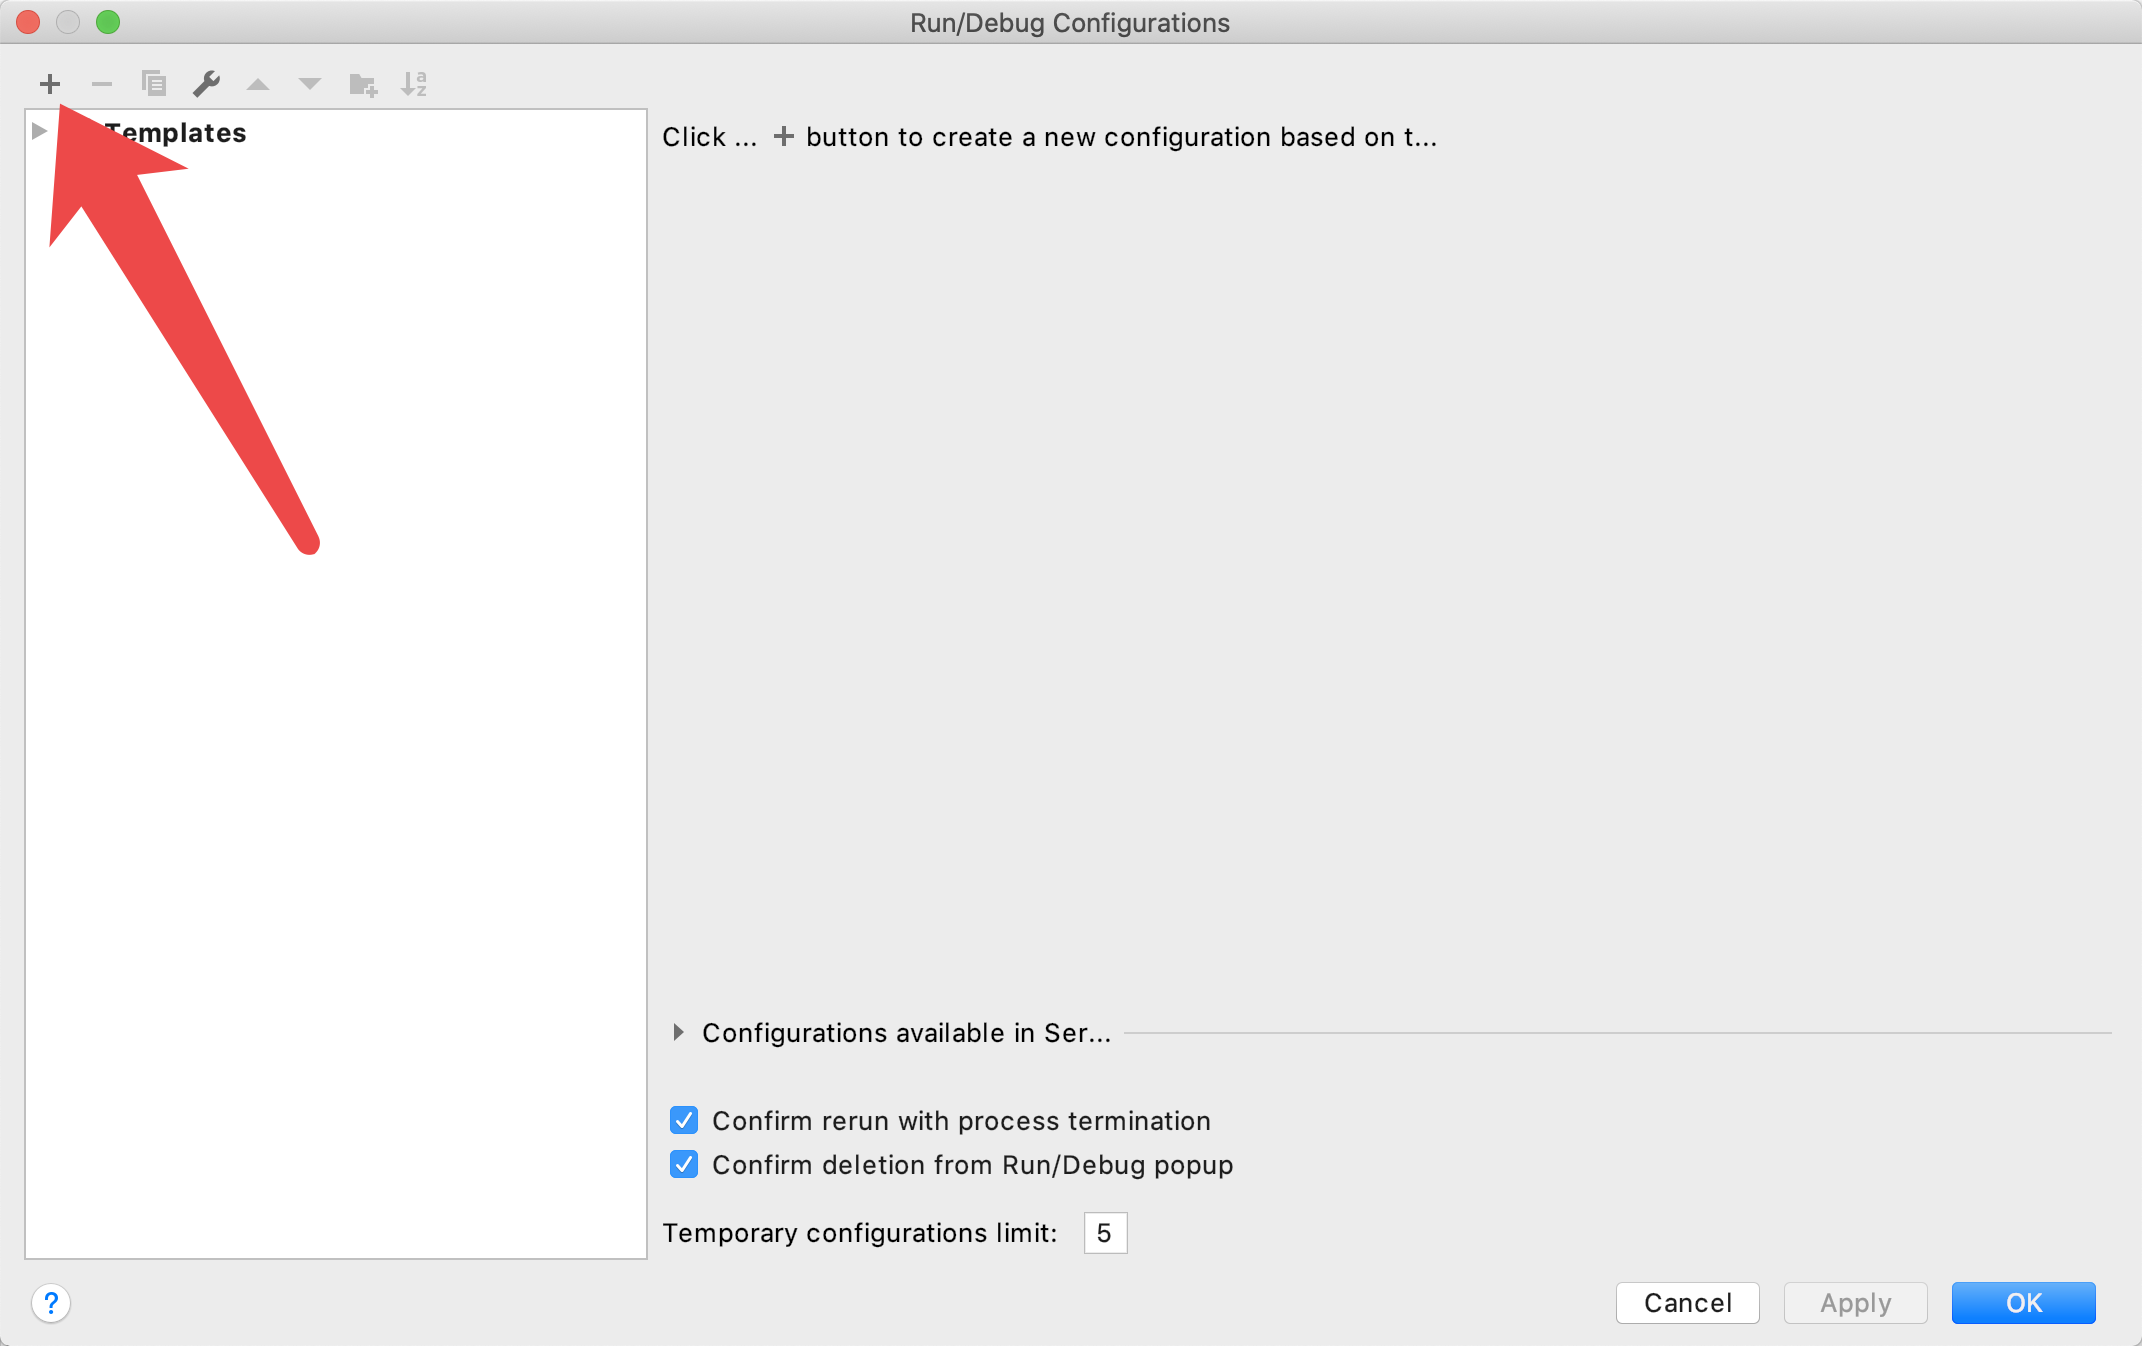 Run/Debug Configurations
Templates
Click ... + button to create a new configuration based on t...
Configurations available in Ser...
Confirm rerun with process termination
Confirm deletion from Run/Debug popup
Temporary configurations limit: 5
? Cancel Apply OK